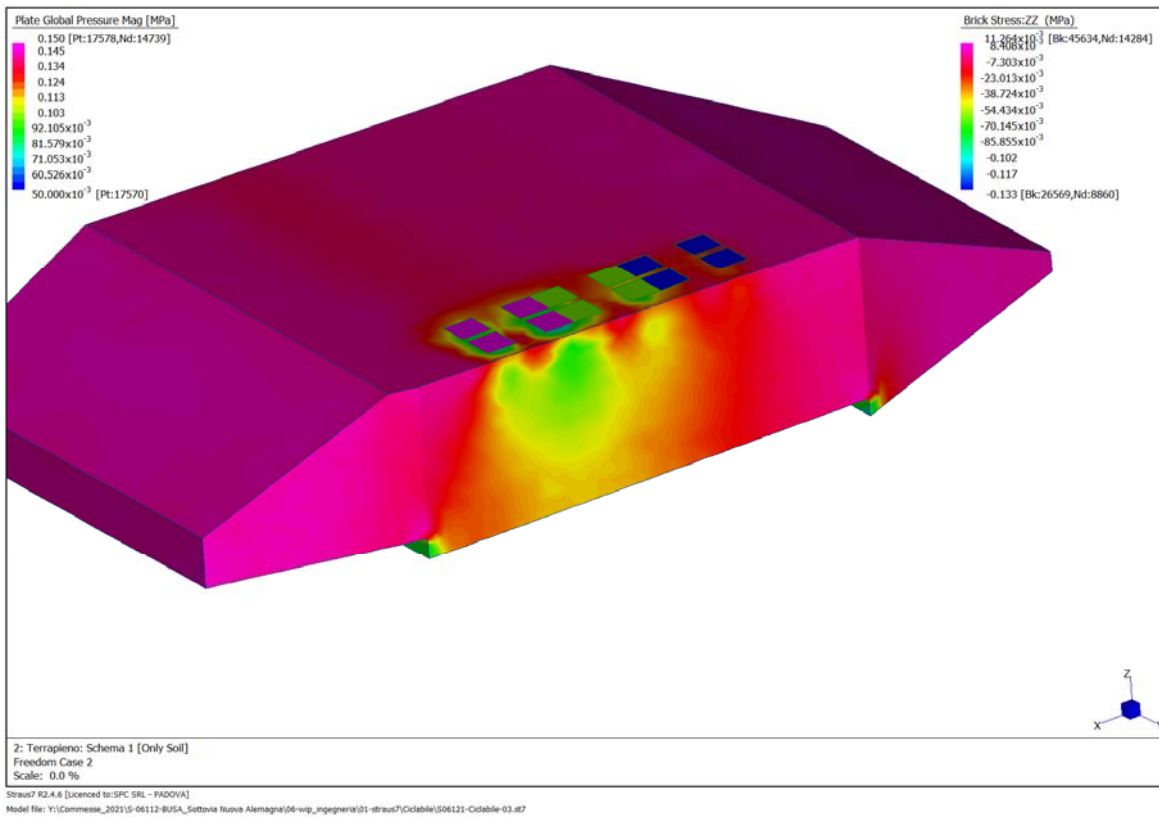 Plate Global Pressure Mag [MPa]
0.150 [Pt:17578,Nd:14739]
0.145
0.134
0.124
0.113
0.103
92.105x10⁻³
81.579x10⁻³
71.053x10⁻³
60.526x10⁻³
50.000x10⁻³ [Pt:17570]
Brick Stress:ZZ (MPa)
11.264x10⁻³ [Bk:45634,Nd:14284]
8.408x10⁻³
-7.303x10⁻³
-23.013x10⁻³
-38.724x10⁻³
-54.434x10⁻³
-70.145x10⁻³
-85.855x10⁻³
-0.102
-0.117
-0.133 [Bk:26569,Nd:8860]
Z
X
Y
2: Terrapieno: Schema 1 [Only Soil]
Freedom Case 2
Scale: 0.0 %
Straus7 R2.4.6 [Licenced to:SPC SRL - PADOVA]
Model file: Y:\Commesse_2021\S-06112-BUSA_Sottovia Nuova Alemagna\06-wip_ingegneria\01-straus7\Ciclabile\S06121-Ciclabile-03.st7